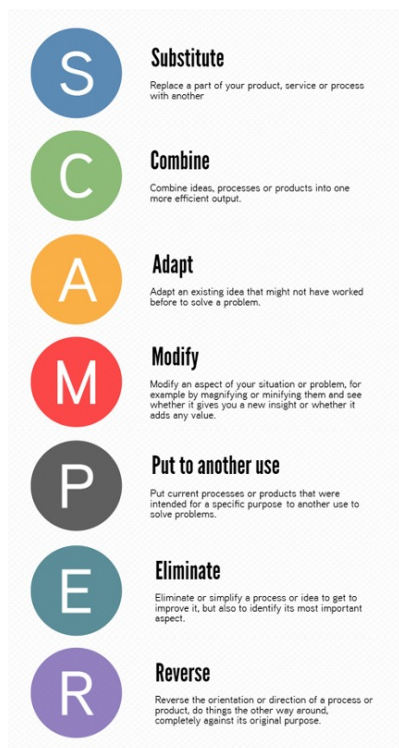 S
Substitute
Replace a part of your product, service or process
with another
C
Combine
Combine ideas, processes or products into one
more efficient output.
A
Adapt
Adapt an existing idea that might not have worked
before to solve a problem.
M
Modify
Modify an aspect of your situation or problem, for
example by magnifying or minifying them and see
whether it gives you a new insight or whether it
adds any value.
P
Put to another use
Put current processes or products that were
intended for a specific purpose to another use to
solve problems.
E
Eliminate
Eliminate or simplify a process or idea to get to
improve it, but also to identify its most important
aspect.
R
Reverse
Reverse the orientation or direction of a process or
product, do things the other way around,
completely against its original purpose.